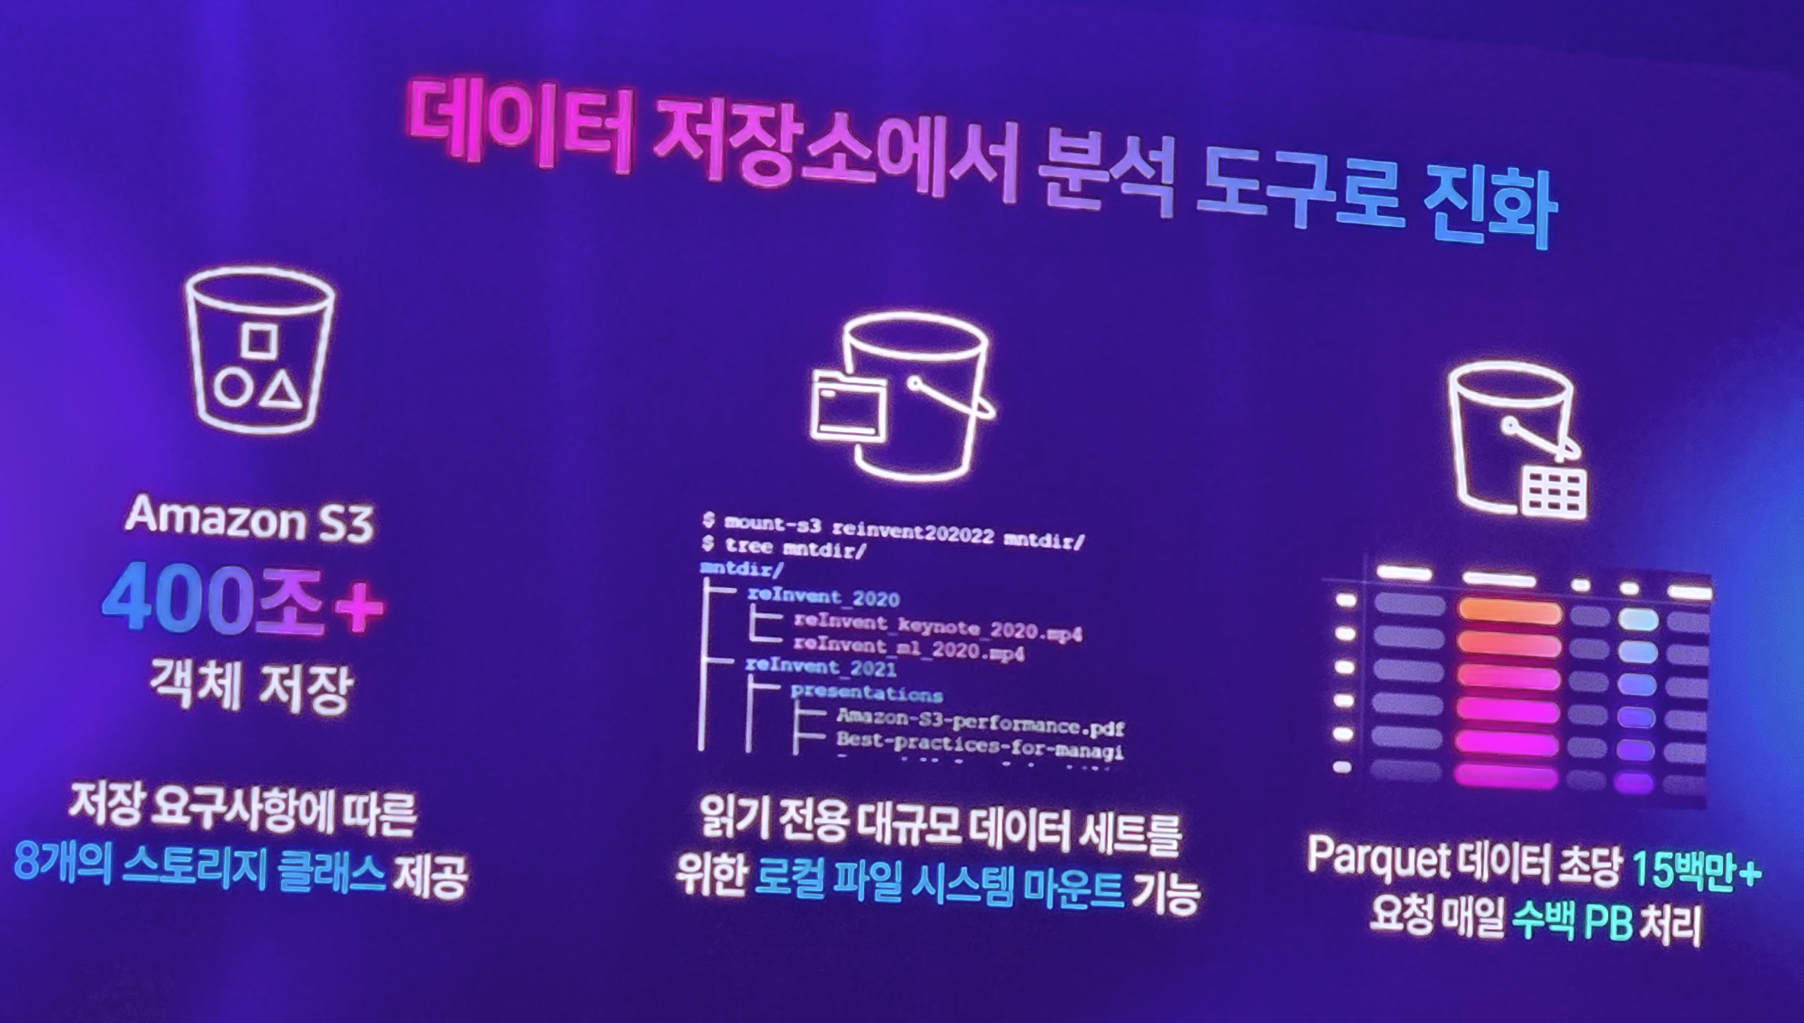 데이터 저장소에서 분석 도구로 진화
Amazon S3
400조+
객체 저장
저장 요구사항에 따른
8개의 스토리지 클래스 제공
$ mount-s3 reinvent202022 mntdir/
$ tree mntdir/
mntdir/
reInvent_2020
reInvent_keynote_2020.mp4
reInvent_ml_2020.mp4
reInvent_2021
presentations
Amazon-S3-performance.pdf
Best-practices-for-managi
읽기 전용 대규모 데이터 세트를
위한 로컬 파일 시스템 마운트 기능
Parquet 데이터 초당 15백만+
요청 매일 수백 PB 처리